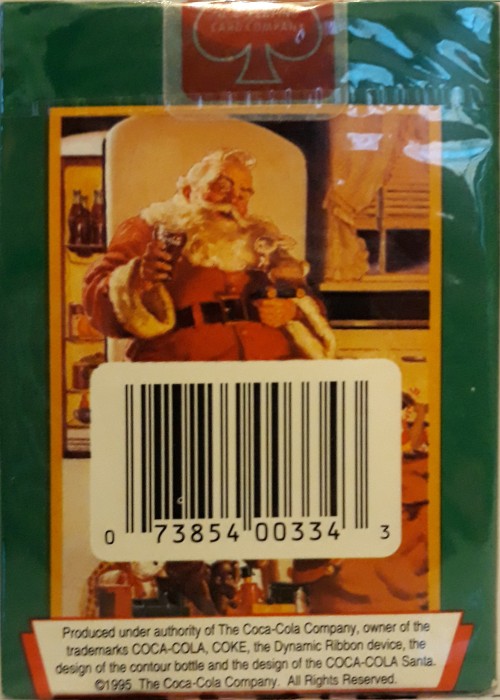 CARD COMPANY
0 73854 00334 3
Produced under authority of The Coca-Cola Company, owner of the
trademarks COCA-COLA, COKE, the Dynamic Ribbon device, the
design of the contour bottle and the design of the COCA-COLA Santa.
©1995 The Coca-Cola Company. All Rights Reserved.